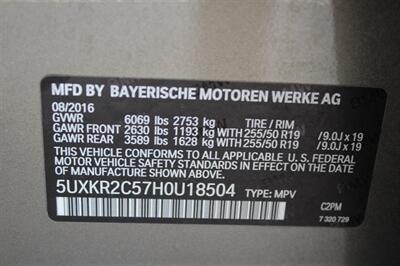 MFD BY BAYERISCHE MOTOREN WERKE AG
08/2016
GVWR 6069 lbs 2753 kg TIRE / RIM
GAWR FRONT 2630 lbs 1193 kg WITH 255/50 R19 /9.0J x 19
GAWR REAR 3589 lbs 1628 kg WITH 255/50 R19 /9.0J x 19
THIS VEHICLE CONFORMS TO ALL APPLICABLE U. S. FEDERAL
MOTOR VEHICLE SAFETY STANDARDS IN EFFECT ON THE DATE
OF MANUFACTURE SHOWN ABOVE.
5UXKR2C57H0U18504 TYPE: MPV
C2PM
7 320 729